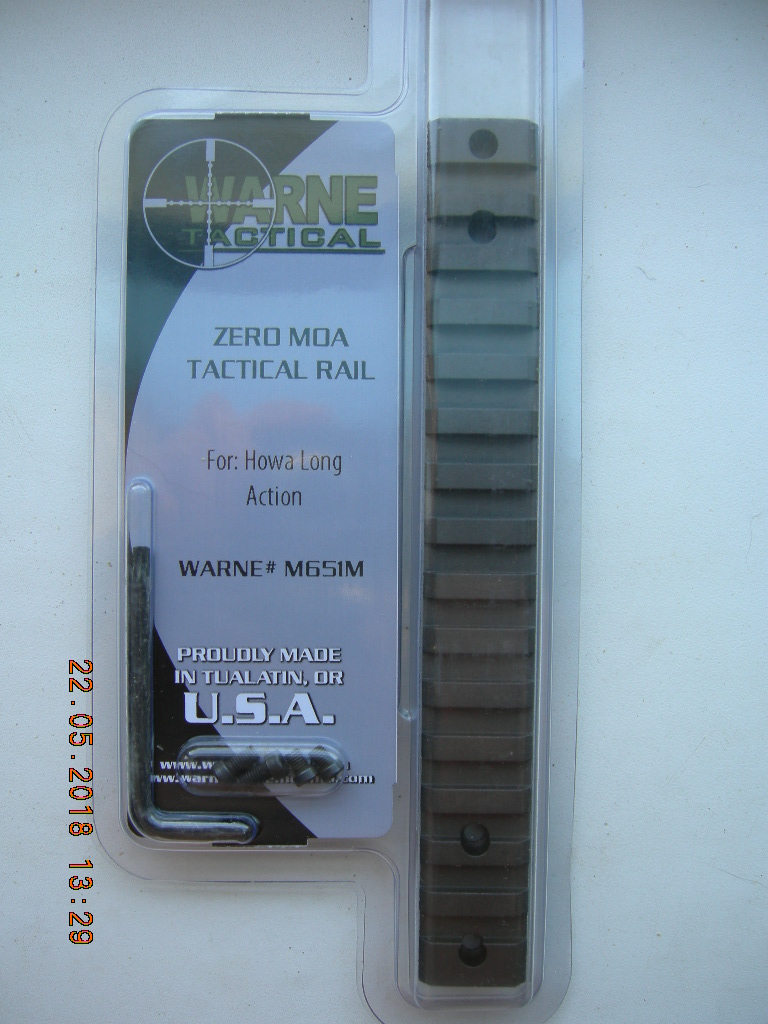 WARNE
TACTICAL
ZERO MOA
TACTICAL RAIL
For: Howa Long
Action
WARNE# M651M
PROUDLY MADE
IN TUALATIN, OR
U.S.A.
22.05.2018 13:29